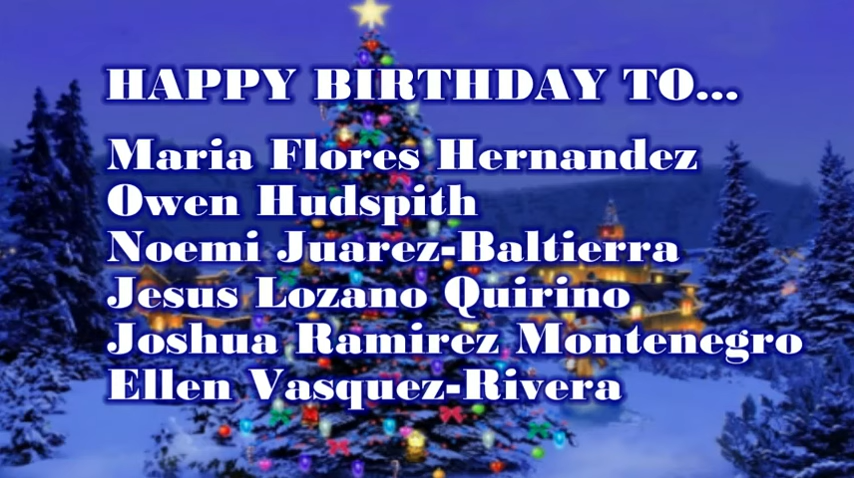 HAPPY BIRTHDAY TO...
Maria Flores Hernandez
Owen Hudspith
Noemi Juarez-Baltierra
Jesus Lozano Quirino
Joshua Ramirez Montenegro
Ellen Vasquez-Rivera